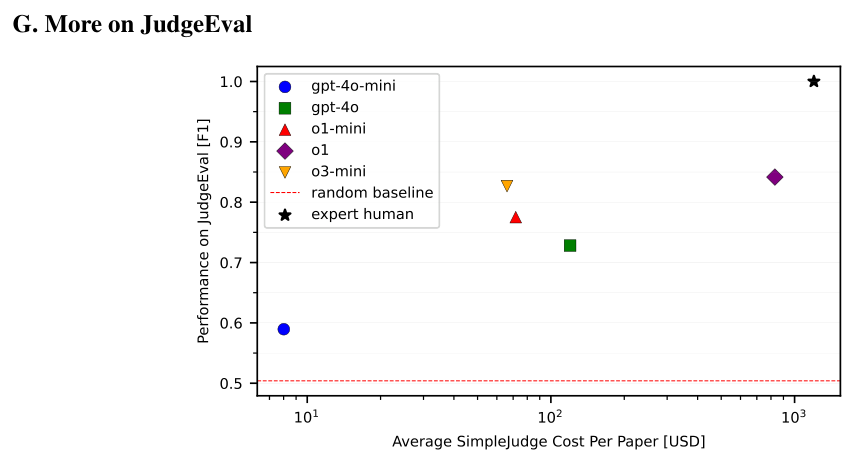 G. More on JudgeEval
gpt-4o-mini
gpt-4o
o1-mini
o1
o3-mini
random baseline
expert human
1.0
0.9
0.8
0.7
0.6
0.5
Performance on JudgeEval [F1]
10¹
10²
10³
Average SimpleJudge Cost Per Paper [USD]